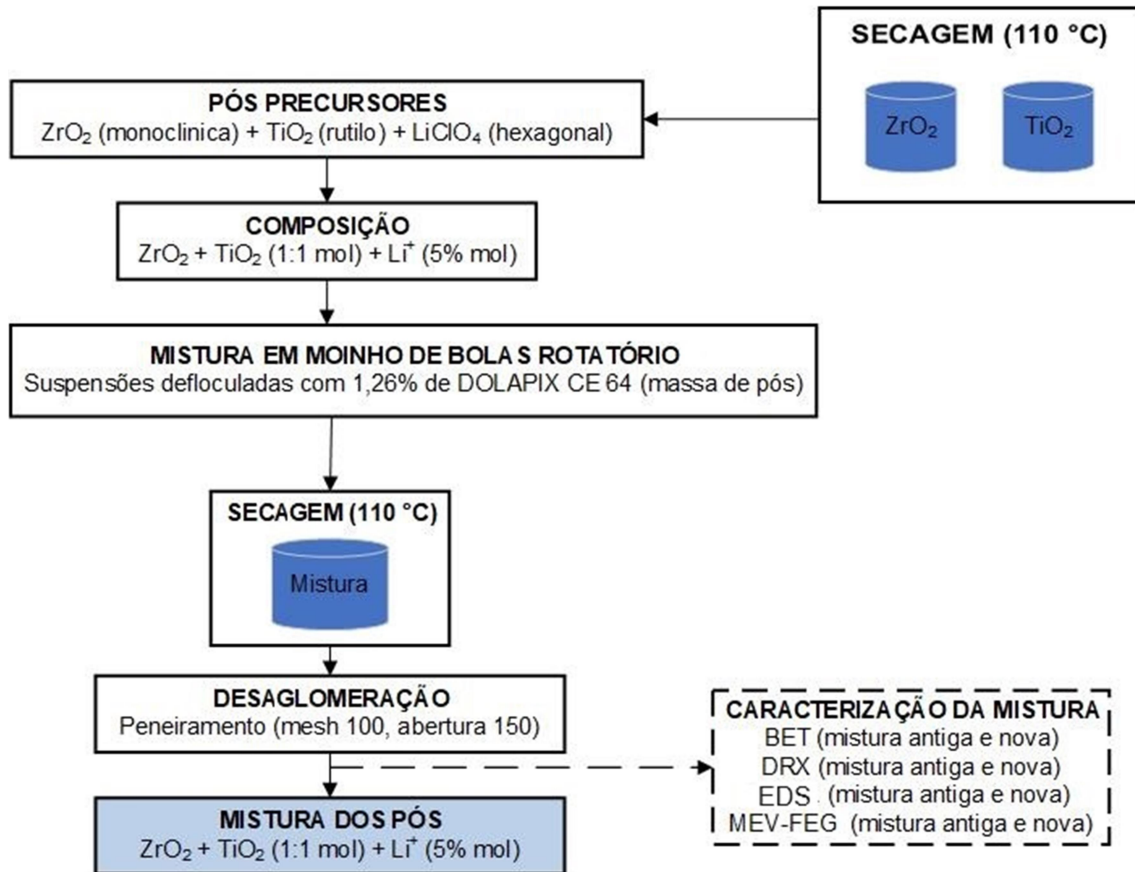 SECAGEM (110 °C)
ZrO₂
TiO₂
PÓS PRECURSORES
ZrO₂ (monoclinica) + TiO₂ (rutilo) + LiClO₄ (hexagonal)
COMPOSIÇÃO
ZrO₂ + TiO₂ (1:1 mol) + Li⁺ (5% mol)
MISTURA EM MOINHO DE BOLAS ROTATÓRIO
Suspensões defloculadas com 1,26% de DOLAPIX CE 64 (massa de pós)
SECAGEM (110 °C)
Mistura
DESAGLOMERAÇÃO
Peneiramento (mesh 100, abertura 150)
CARACTERIZAÇÃO DA MISTURA
BET (mistura antiga e nova)
DRX (mistura antiga e nova)
EDS (mistura antiga e nova)
MEV-FEG (mistura antiga e nova)
MISTURA DOS PÓS
ZrO₂ + TiO₂ (1:1 mol) + Li⁺ (5% mol)